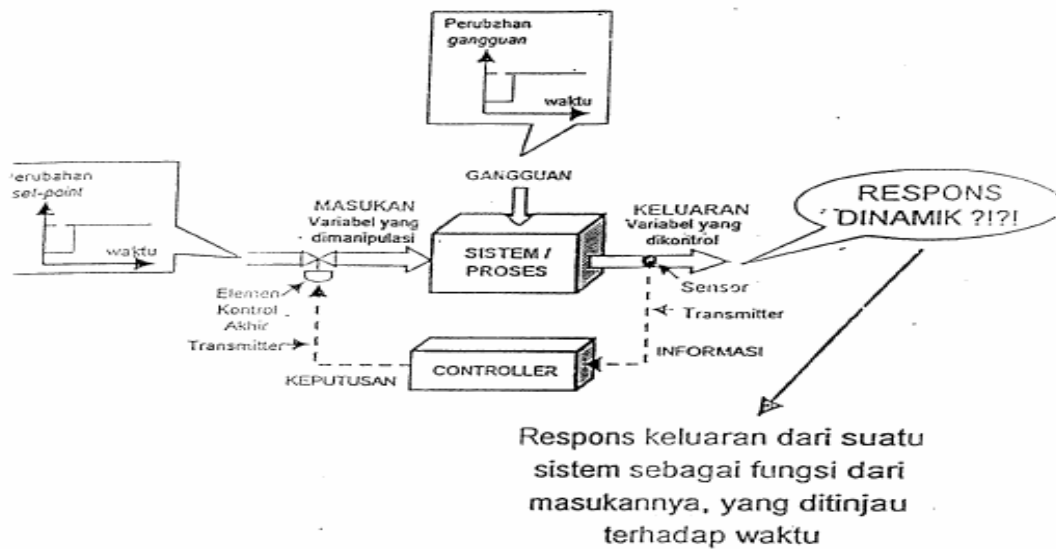 Perubahan
gangguan
waktu
Perubahan
set-point
waktu
GANGGUAN
MASUKAN
Variabel yang
dimanipulasi
SISTEM /
PROSES
KELUARAN
Variabel yang
dikontrol
RESPONS
DINAMIK ?!?!
Elemen
Kontrol
Akhir
Transmitter
Sensor
Transmitter
INFORMASI
KEPUTUSAN
CONTROLLER
Respons keluaran dari suatu
sistem sebagai fungsi dari
masukannya, yang ditinjau
terhadap waktu